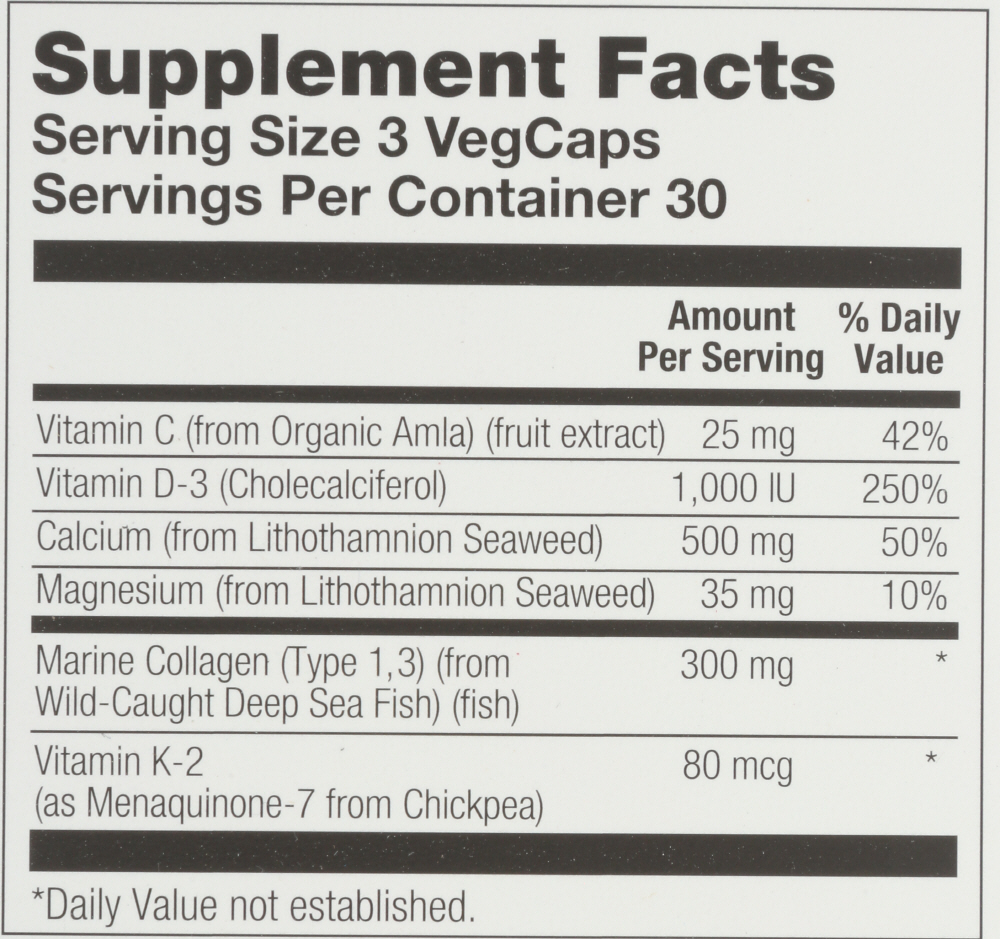 Supplement Facts
Serving Size 3 VegCaps
Servings Per Container 30
Amount Per Serving % Daily Value
Vitamin C (from Organic Amla) (fruit extract) 25 mg 42%
Vitamin D-3 (Cholecalciferol) 1,000 IU 250%
Calcium (from Lithothamnion Seaweed) 500 mg 50%
Magnesium (from Lithothamnion Seaweed) 35 mg 10%
Marine Collagen (Type 1,3) (from 300 mg *
Wild-Caught Deep Sea Fish) (fish)
Vitamin K-2 80 mcg *
(as Menaquinone-7 from Chickpea)
*Daily Value not established.